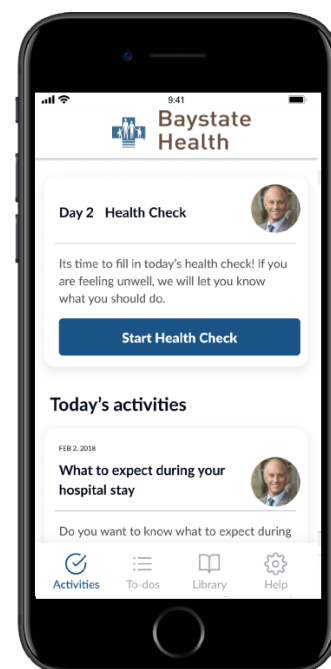 9:41
Baystate
Health
Day 2 Health Check
Its time to fill in today's health check! If you
are feeling unwell, we will let you know
what you should do.
Start Health Check
Today's activities
FEB 2, 2018
What to expect during your
hospital stay
Do you want to know what to expect during
Activities To-dos Library Help